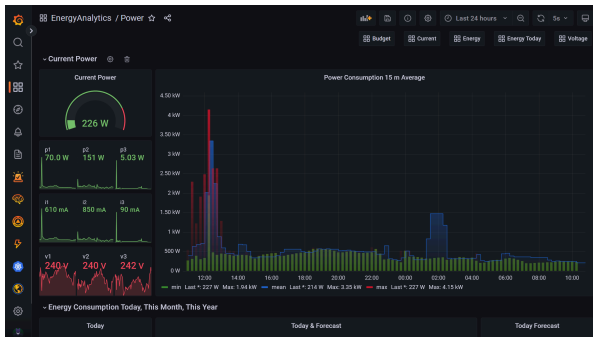 EnergyAnalytics / Power
Last 24 hours
5s
Budget
Current
Energy
Energy Today
Voltage
Current Power
Current Power
226 W
p1
70.0 W
p2
151 W
p3
5.03 W
i1
610 mA
i2
850 mA
i3
90 mA
v1
240 V
v2
240 V
v3
242 V
Power Consumption 15 m Average
4.50 kW
4 kW
3.50 kW
3 kW
2.50 kW
2 kW
1.50 kW
1 kW
500 W
0 W
12:00 14:00 16:00 18:00 20:00 22:00 00:00 02:00 04:00 06:00 08:00 10:00
min Last *: 227 W Max: 1.94 kW mean Last *: 214 W Max: 3.35 kW max Last *: 227 W Max: 4.15 kW
Energy Consumption Today, This Month, This Year
Today
Today & Forecast
Today Forecast